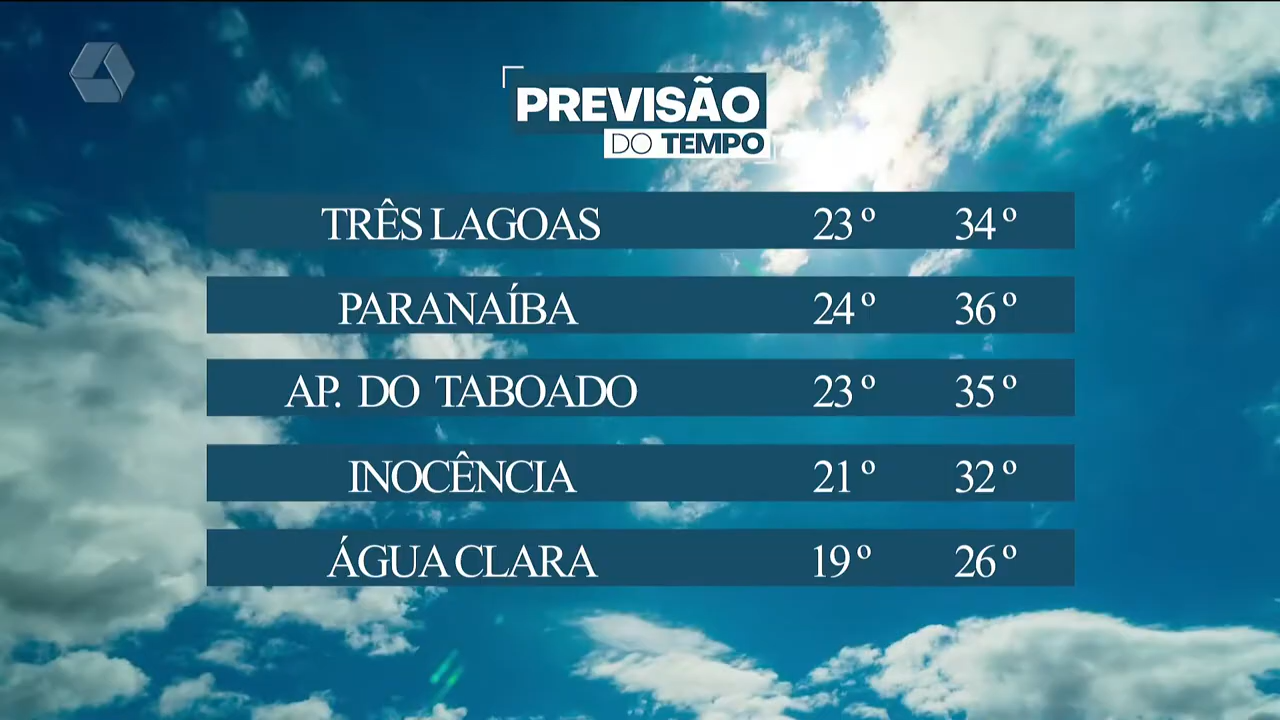 PREVISÃO
DO TEMPO
TRÊS LAGOAS 23º 34º
PARANAÍBA 24º 36º
AP. DO TABOADO 23º 35º
INOCÊNCIA 21º 32º
ÁGUA CLARA 19º 26º